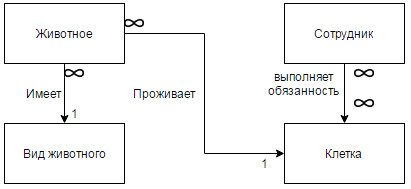 Животное
∞
Сотрудник
∞
Имеет
1
Проживает
выполняет
обязанность
∞
∞
Вид животного
1
Клетка